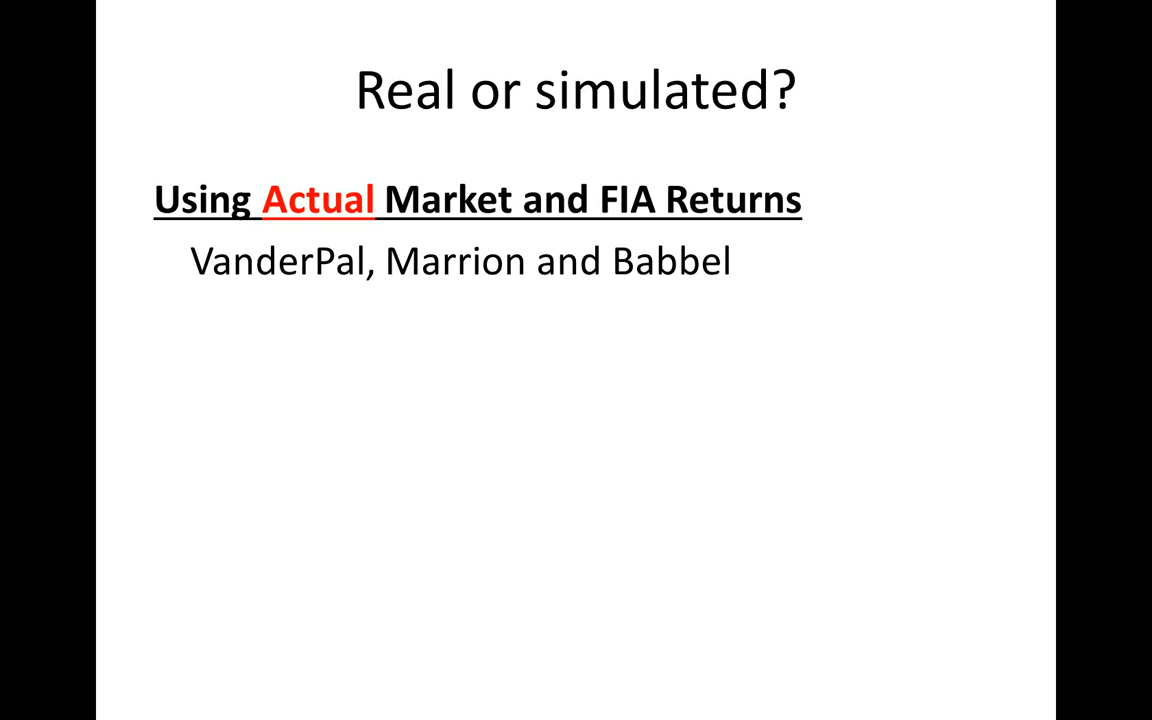 Real or simulated?
Using Actual Market and FIA Returns
VanderPal, Marrion and Babbel